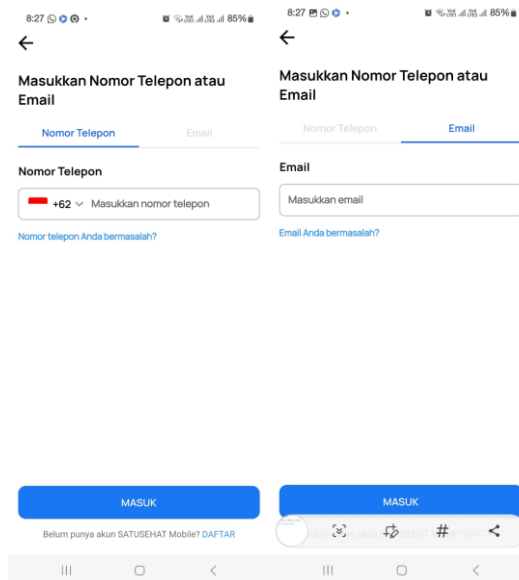 8:27
85%
Masukkan Nomor Telepon atau
Email
Nomor Telepon
Email
Nomor Telepon
+62
Masukkan nomor telepon
Nomor telepon Anda bermasalah?
MASUK
Belum punya akun SATUSEHAT Mobile? DAFTAR
8:27
85%
Masukkan Nomor Telepon atau
Email
Nomor Telepon
Email
Email
Masukkan email
Email Anda bermasalah?
MASUK